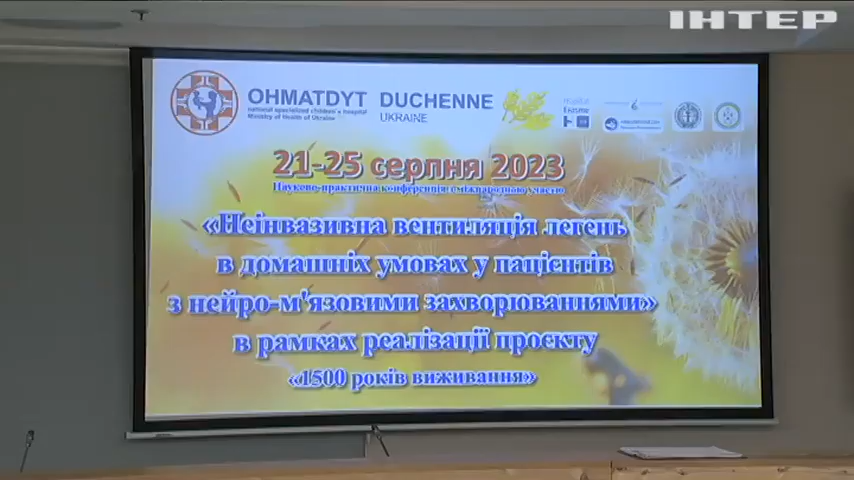 ІНТЕР
OHMATDYT
national specialized children's hospital
Ministry of Health of Ukraine
DUCHENNE
UKRAINE
21-25 серпня 2023
Науково-практична конференція з міжнародною участю
«Неінвазивна вентиляція легень
в домашніх умовах у пацієнтів
з нейро-м'язовими захворюваннями»
в рамках реалізації проєкту
«1500 років виживання»